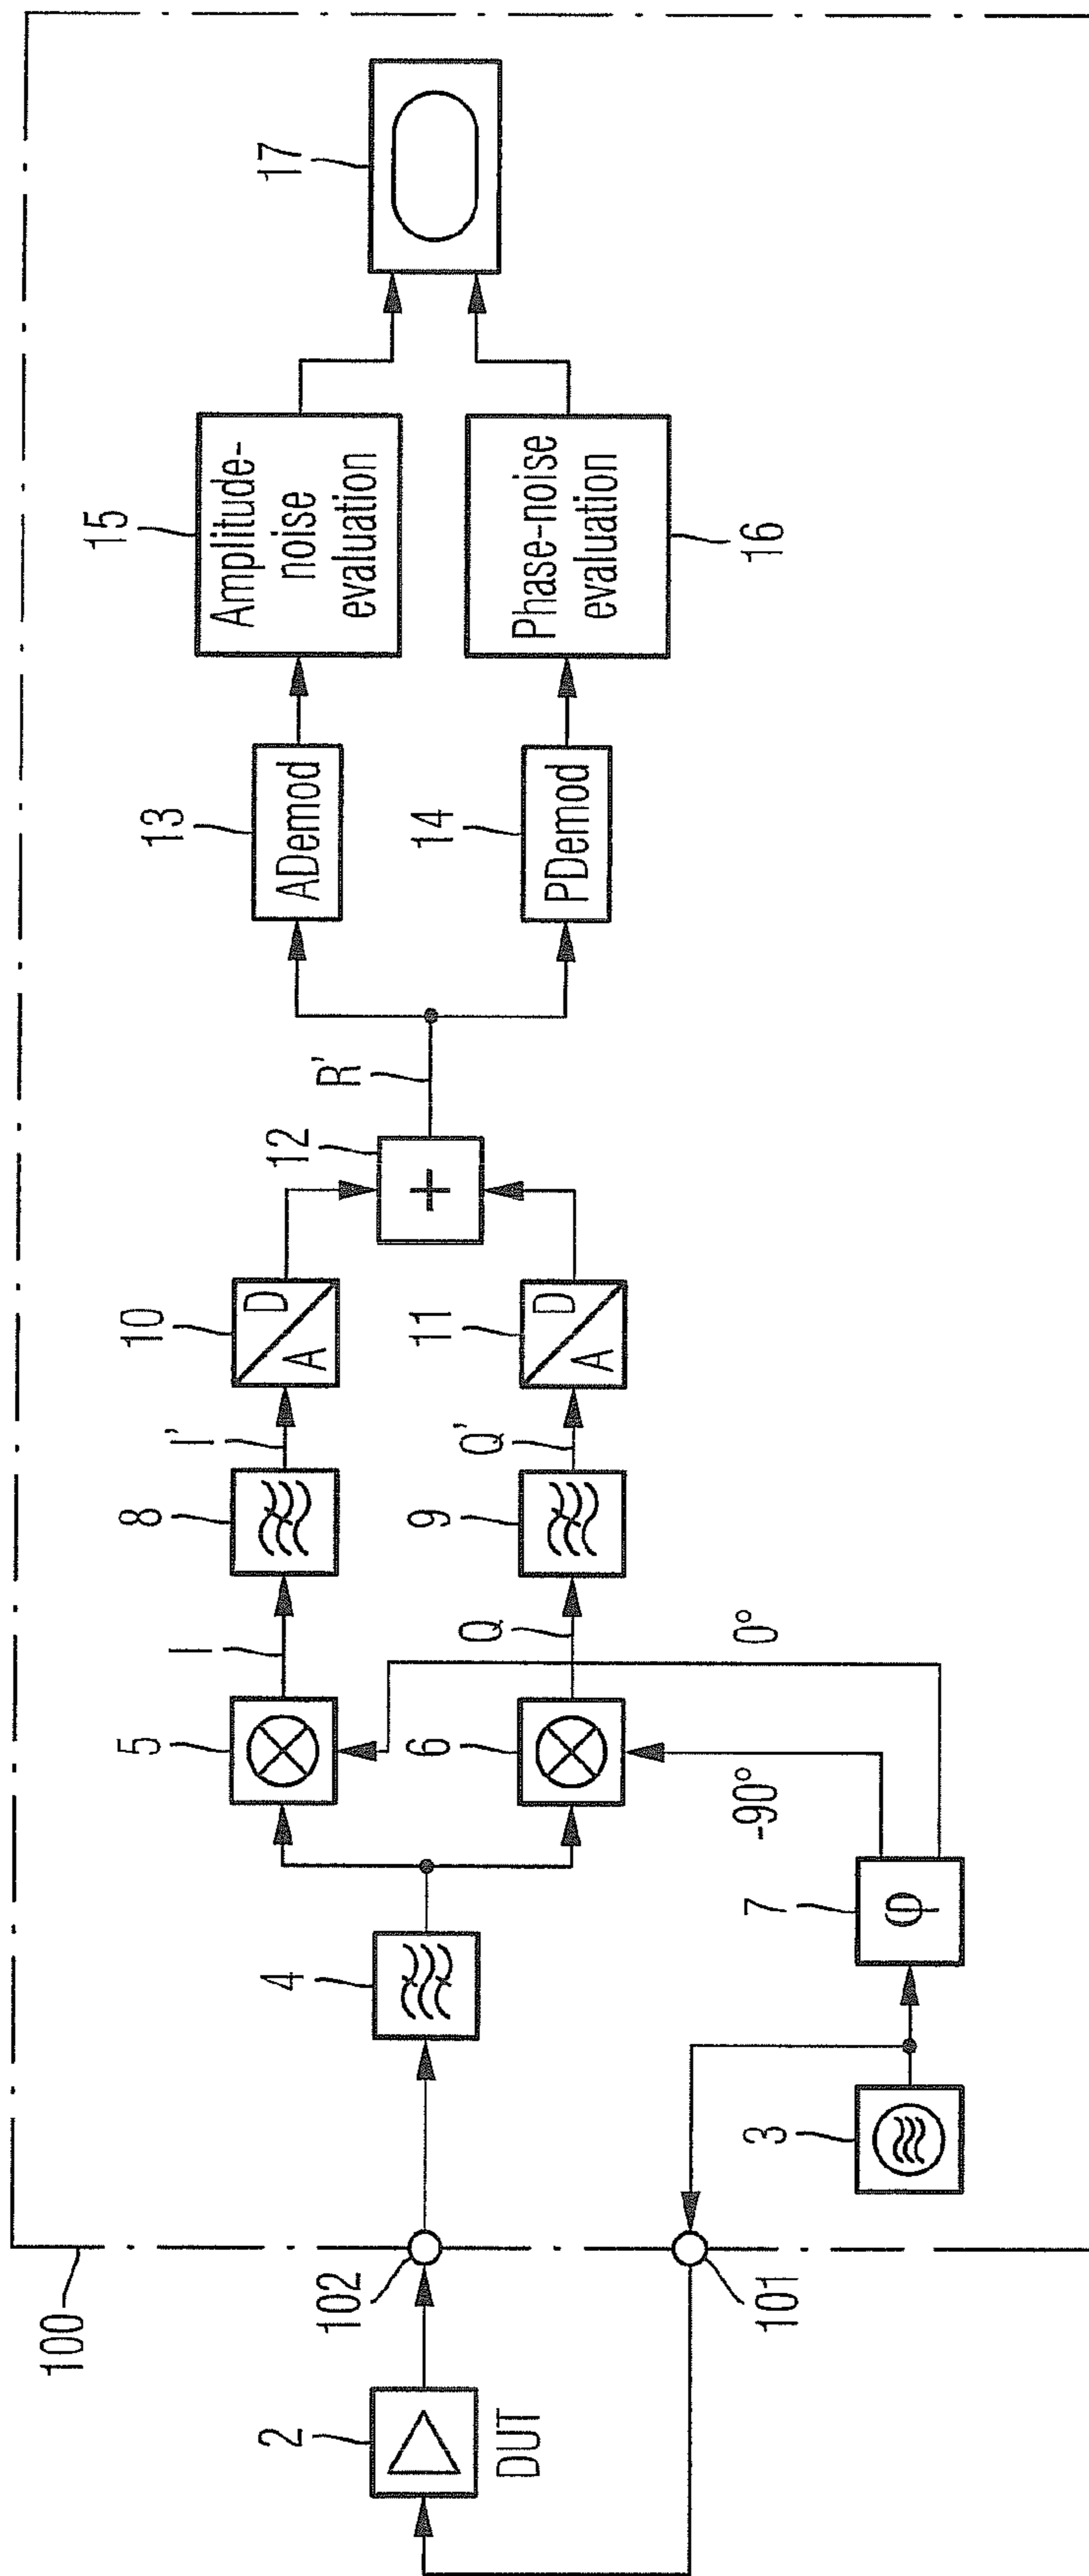 100
2
DUT
102
101
4
3
7
φ
-90°
0°
5
6
I
Q
8
9
I'
Q'
10
A
D
11
A
D
12
+
R'
13
ADemod
14
PDemod
15
Amplitude-
noise
evaluation
Phase-noise
evaluation
16
17